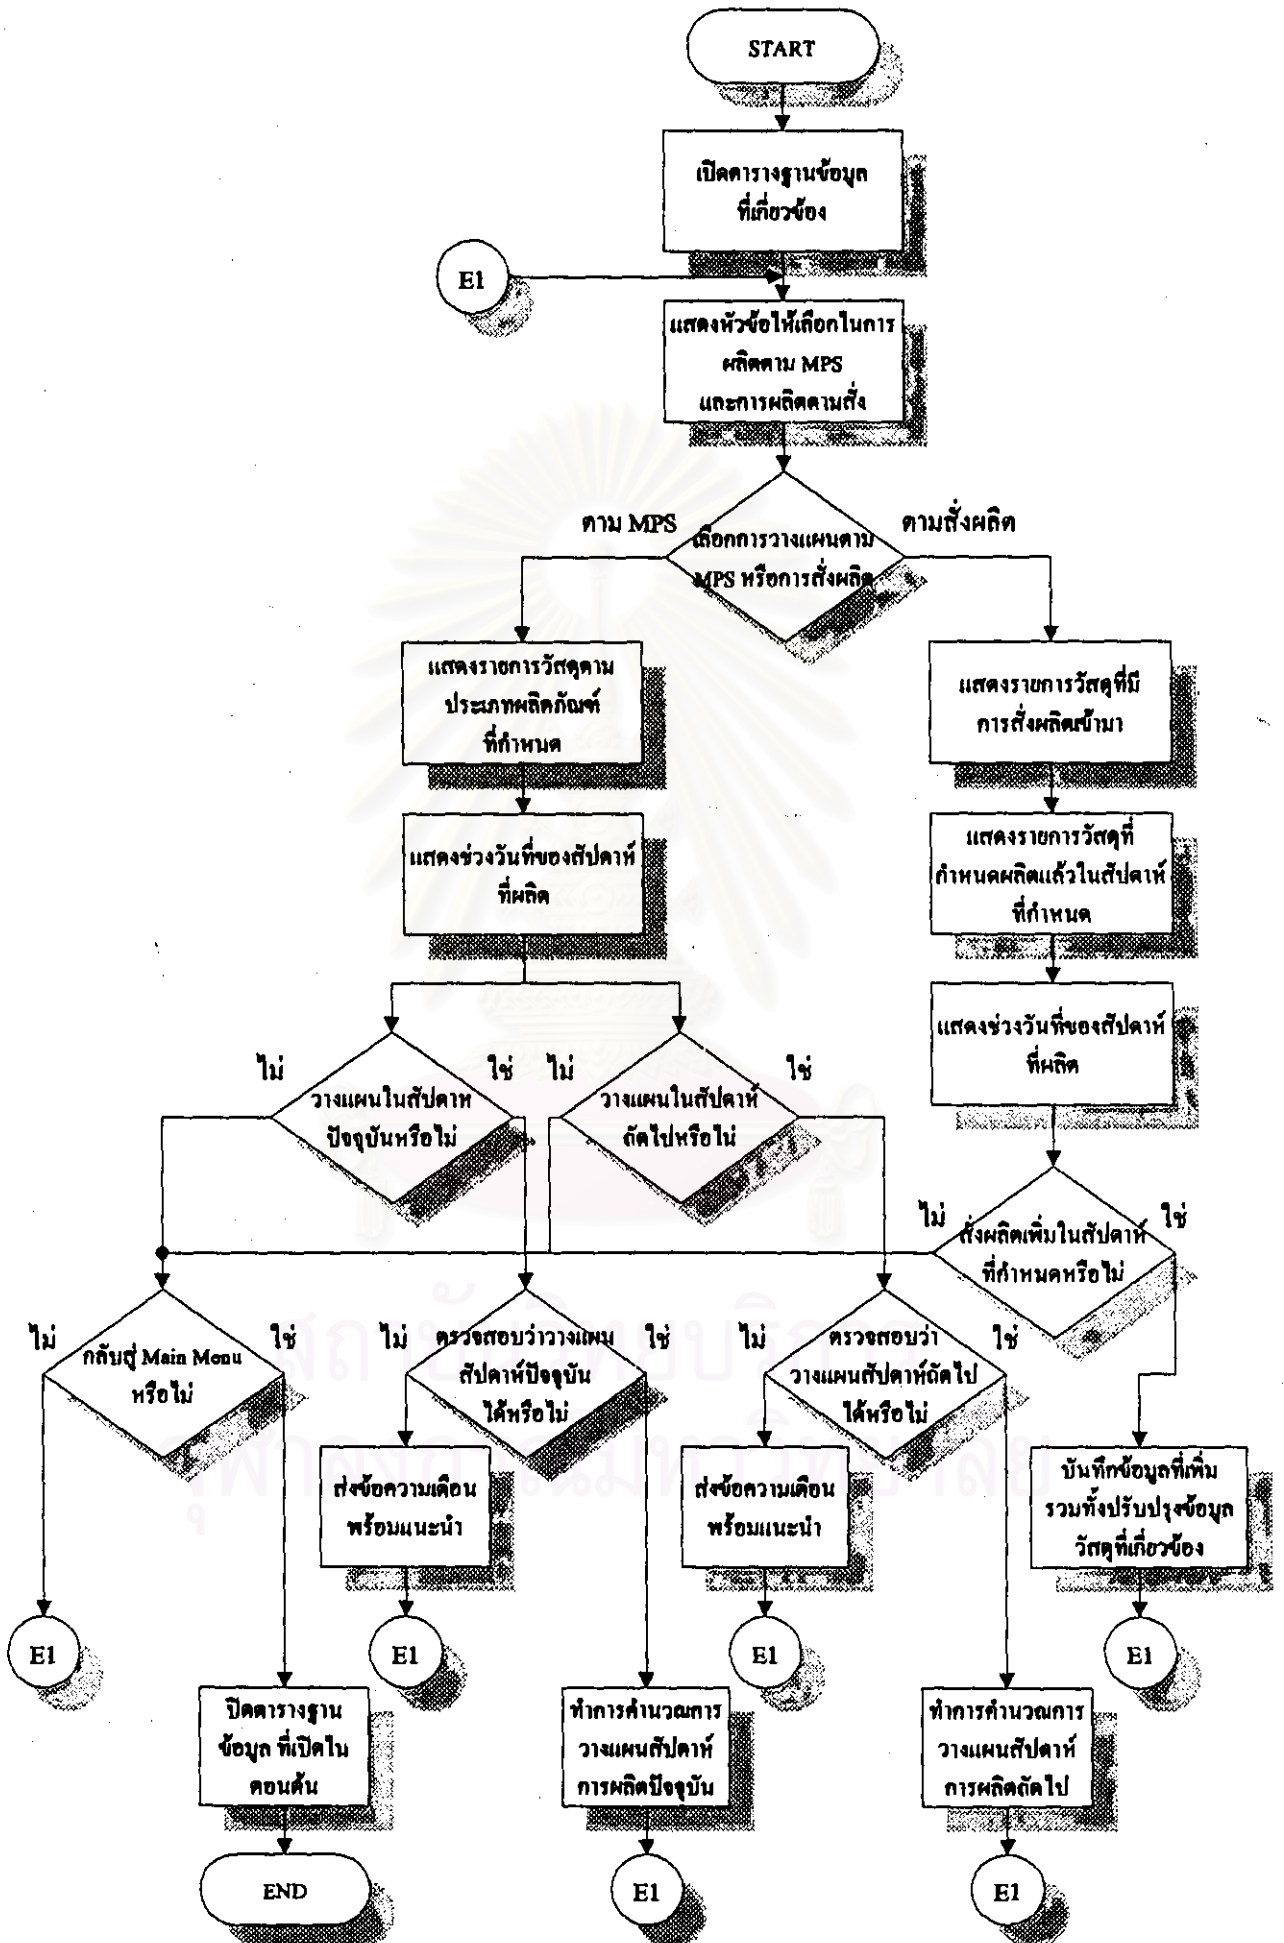 START
เปิดตารางฐานข้อมูล
ที่เกี่ยวข้อง
E1
แสดงหัวข้อให้เลือกในการ
ผลิตตาม MPS
และการผลิตตามสั่ง
ตาม MPS
ตามสั่งผลิต
เลือกการวางแผนตาม
MPS หรือการสั่งผลิต
แสดงรายการวัสดุตาม
ประเภทผลิตภัณฑ์
ที่กำหนด
แสดงรายการวัสดุที่มี
การสั่งผลิตเข้ามา
แสดงช่วงวันที่ของสัปดาห์
ที่ผลิต
แสดงรายการวัสดุที่
กำหนดผลิตแล้วในสัปดาห์
ที่กำหนด
แสดงช่วงวันที่ของสัปดาห์
ที่ผลิต
ไม่
ใช่
วางแผนในสัปดาห
ปัจจุบันหรือไม่
ไม่
ใช่
วางแผนในสัปดาห์
ถัดไปหรือไม่
ไม่
ใช่
สั่งผลิตเพิ่มในสัปดาห์
ที่กำหนดหรือไม่
ไม่
ใช่
กลับสู่ Main Menu
หรือไม่
ไม่
ใช่
ตรวจสอบว่าวางแผน
สัปดาห์ปัจจุบัน
ได้หรือไม่
ไม่
ใช่
ตรวจสอบว่า
วางแผนสัปดาห์ถัดไป
ได้หรือไม่
ส่งข้อความเตือน
พร้อมแนะนำ
ส่งข้อความเตือน
พร้อมแนะนำ
บันทึกข้อมูลที่เพิ่ม
รวมทั้งปรับปรุงข้อมูล
วัสดุที่เกี่ยวข้อง
E1
E1
E1
E1
ปิดตารางฐาน
ข้อมูล ที่เปิดใน
ตอนต้น
ทำการคำนวณการ
วางแผนสัปดาห์
การผลิตปัจจุบัน
ทำการคำนวณการ
วางแผนสัปดาห์
การผลิตถัดไป
END
E1
E1
สถาบันวิทยบริการ
จุฬาลงกรณ์มหาวิทยาลัย